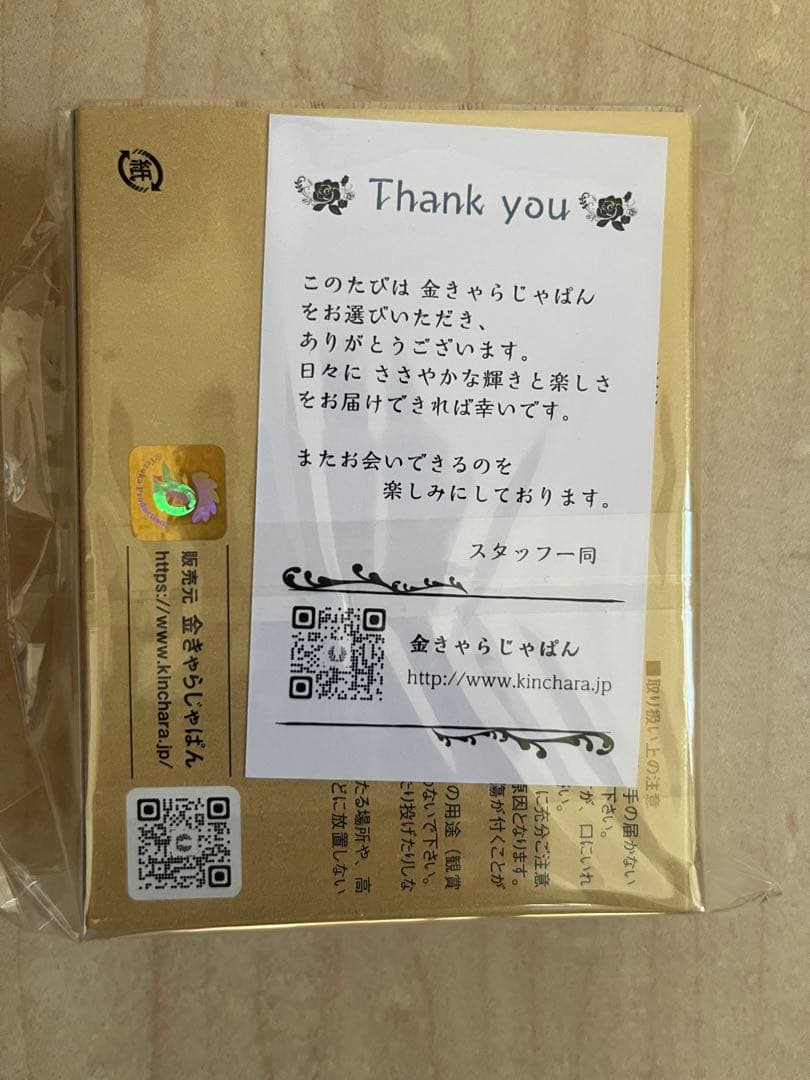 Thank you
このたびは 金きゃらじゃぱん
をお選びいただき、
ありがとうございます。
日々に ささやかな輝きと楽しさ
をお届けできれば幸いです。
またお会いできるのを
楽しみにしております。
スタッフ一同
金きゃらじゃぱん
http://www.kinchara.jp
紙
©Tezuka Productions
販売元 金きゃらじゃぱん
https://www.kinchara.jp/
■取り扱い上の注意
手の届かない
下さい。
が、口にいれ
い。
に充分ご注意
原因となります。
傷が付くことが
の用途（観賞
わないで下さい。
たり投げたりしな
たる場所や、高
どに放置しない